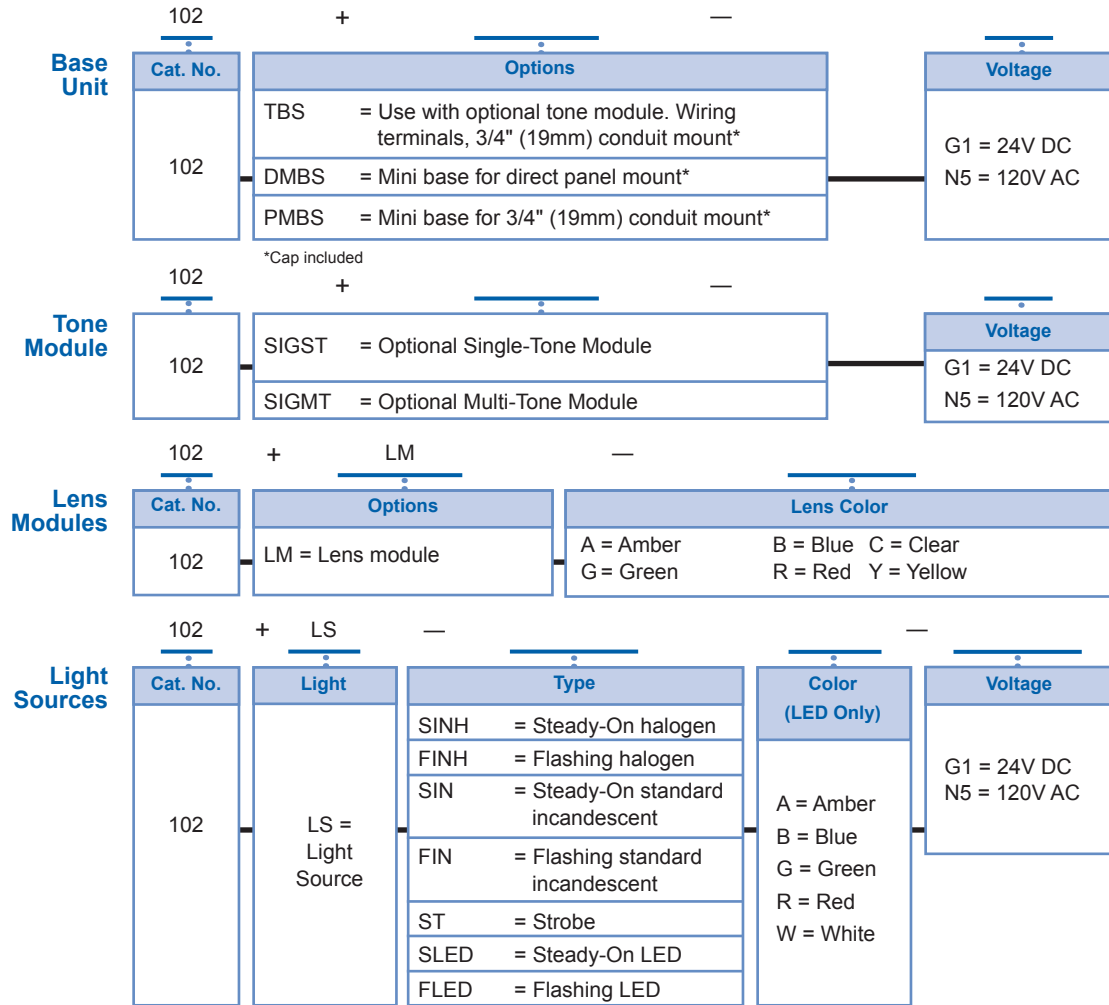 102 + —
Base Unit
Cat. No. Options Voltage
102
TBS = Use with optional tone module. Wiring
terminals, 3/4" (19mm) conduit mount*
DMBS = Mini base for direct panel mount*
PMBS = Mini base for 3/4" (19mm) conduit mount*
G1 = 24V DC
N5 = 120V AC
*Cap included
102 + —
Tone Module
Voltage
102
SIGST = Optional Single-Tone Module
SIGMT = Optional Multi-Tone Module
G1 = 24V DC
N5 = 120V AC
102 + LM —
Lens Modules
Cat. No. Options Lens Color
102
LM = Lens module
A = Amber B = Blue C = Clear
G = Green R = Red Y = Yellow
102 + LS — —
Light Sources
Cat. No. Light Type Color (LED Only) Voltage
102
LS =
Light
Source
SINH = Steady-On halogen
FINH = Flashing halogen
SIN = Steady-On standard
incandescent
FIN = Flashing standard
incandescent
ST = Strobe
SLED = Steady-On LED
FLED = Flashing LED
A = Amber
B = Blue
G = Green
R = Red
W = White
G1 = 24V DC
N5 = 120V AC